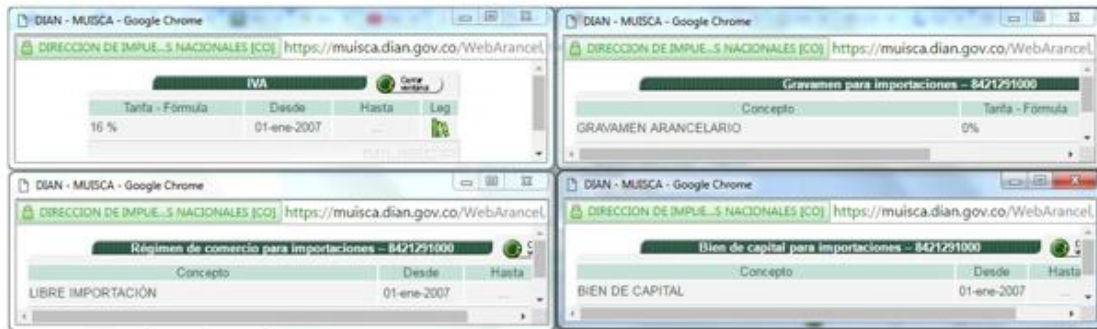 DIAN - MUISCA - Google Chrome
DIRECCION DE IMPUE...S NACIONALES [CO] https://muisca.dian.gov.co/WebArancel.
IVA
Cerrar ventana
Tarifa - Fórmula Desde Hasta Leg
16 % 01-ene-2007 ...
DIAN - MUISCA - Google Chrome
DIRECCION DE IMPUE...S NACIONALES [CO] https://muisca.dian.gov.co/WebArancel.
Gravamen para importaciones – 8421291000
Concepto Tarifa - Fórmula
GRAVAMEN ARANCELARIO 0%
DIAN - MUISCA - Google Chrome
DIRECCION DE IMPUE...S NACIONALES [CO] https://muisca.dian.gov.co/WebArancel.
Régimen de comercio para importaciones – 8421291000
Concepto Desde Hasta
LIBRE IMPORTACIÓN 01-ene-2007 ...
DIAN - MUISCA - Google Chrome
DIRECCION DE IMPUE...S NACIONALES [CO] https://muisca.dian.gov.co/WebArancel.
Bien de capital para importaciones – 8421291000
Concepto Desde Hasta
BIEN DE CAPITAL 01-ene-2007 ...